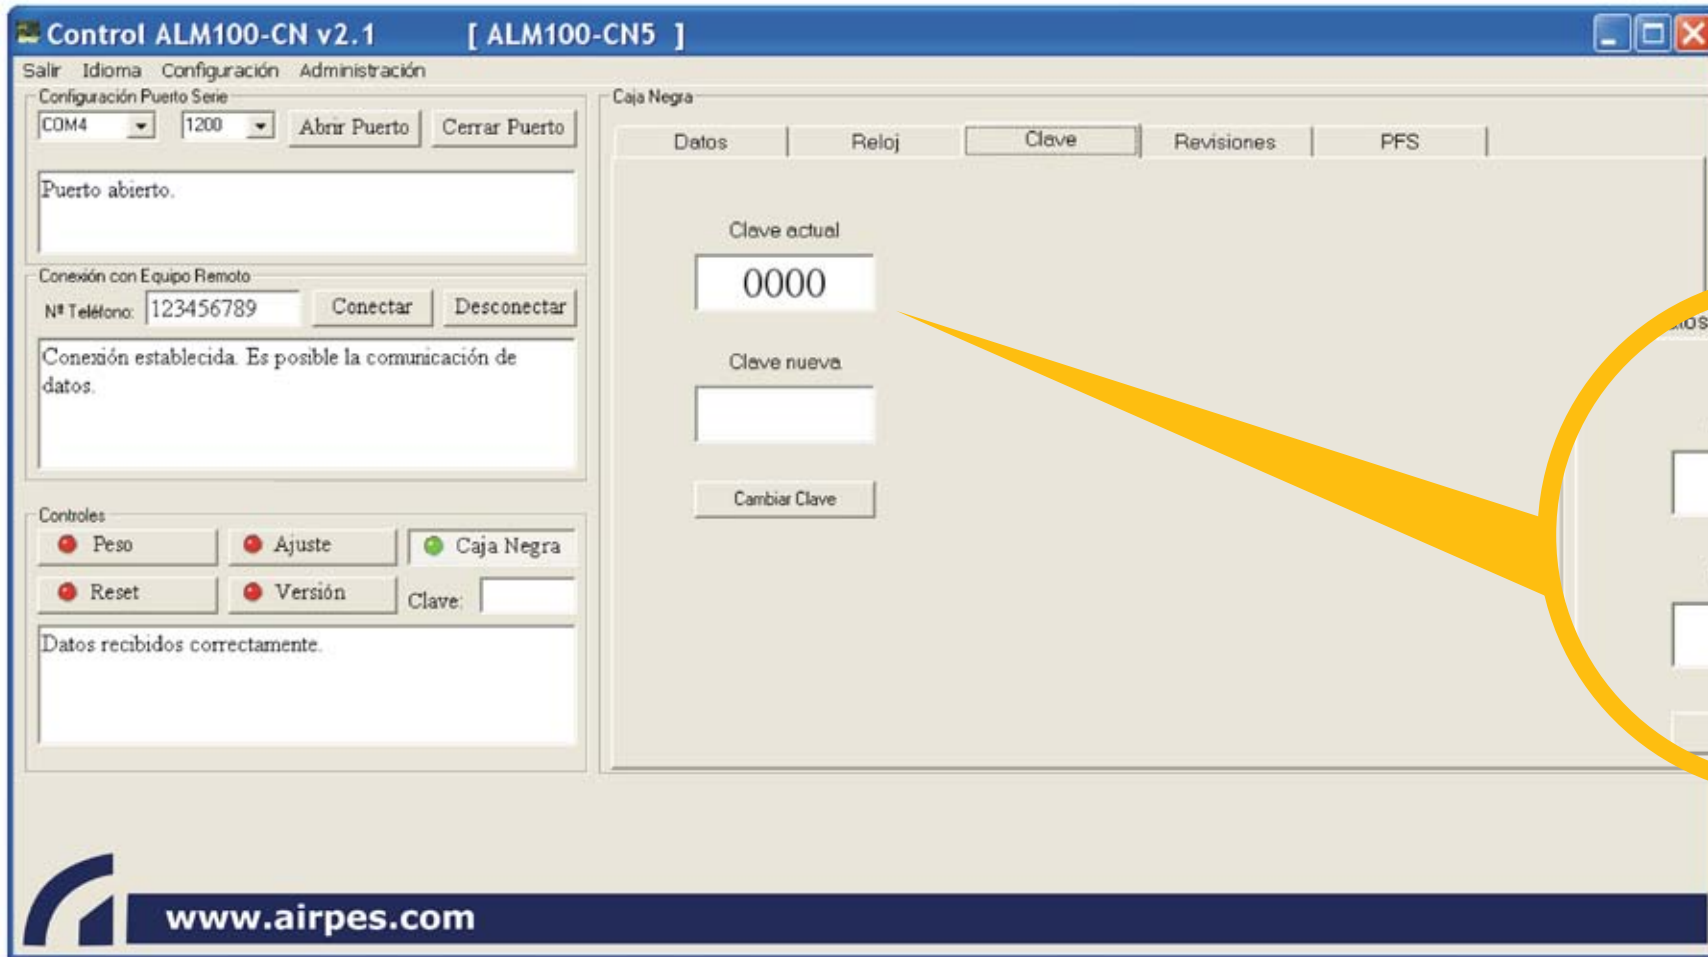 Control ALM100-CN v2.1 [ ALM100-CN5 ]
Salir Idioma Configuración Administración
Configuración Puerto Serie
COM4 1200 Abrir Puerto Cerrar Puerto
Puerto abierto.
Conexión con Equipo Remoto
Nº Teléfono: 123456789 Conectar Desconectar
Conexión establecida. Es posible la comunicación de
datos.
Controles
Peso Ajuste Caja Negra
Reset Versión Clave:
Datos recibidos correctamente.
Caja Negra
Datos Reloj Clave Revisiones PFS
Clave actual
0000
Clave nueva
Cambiar Clave
www.airpes.com